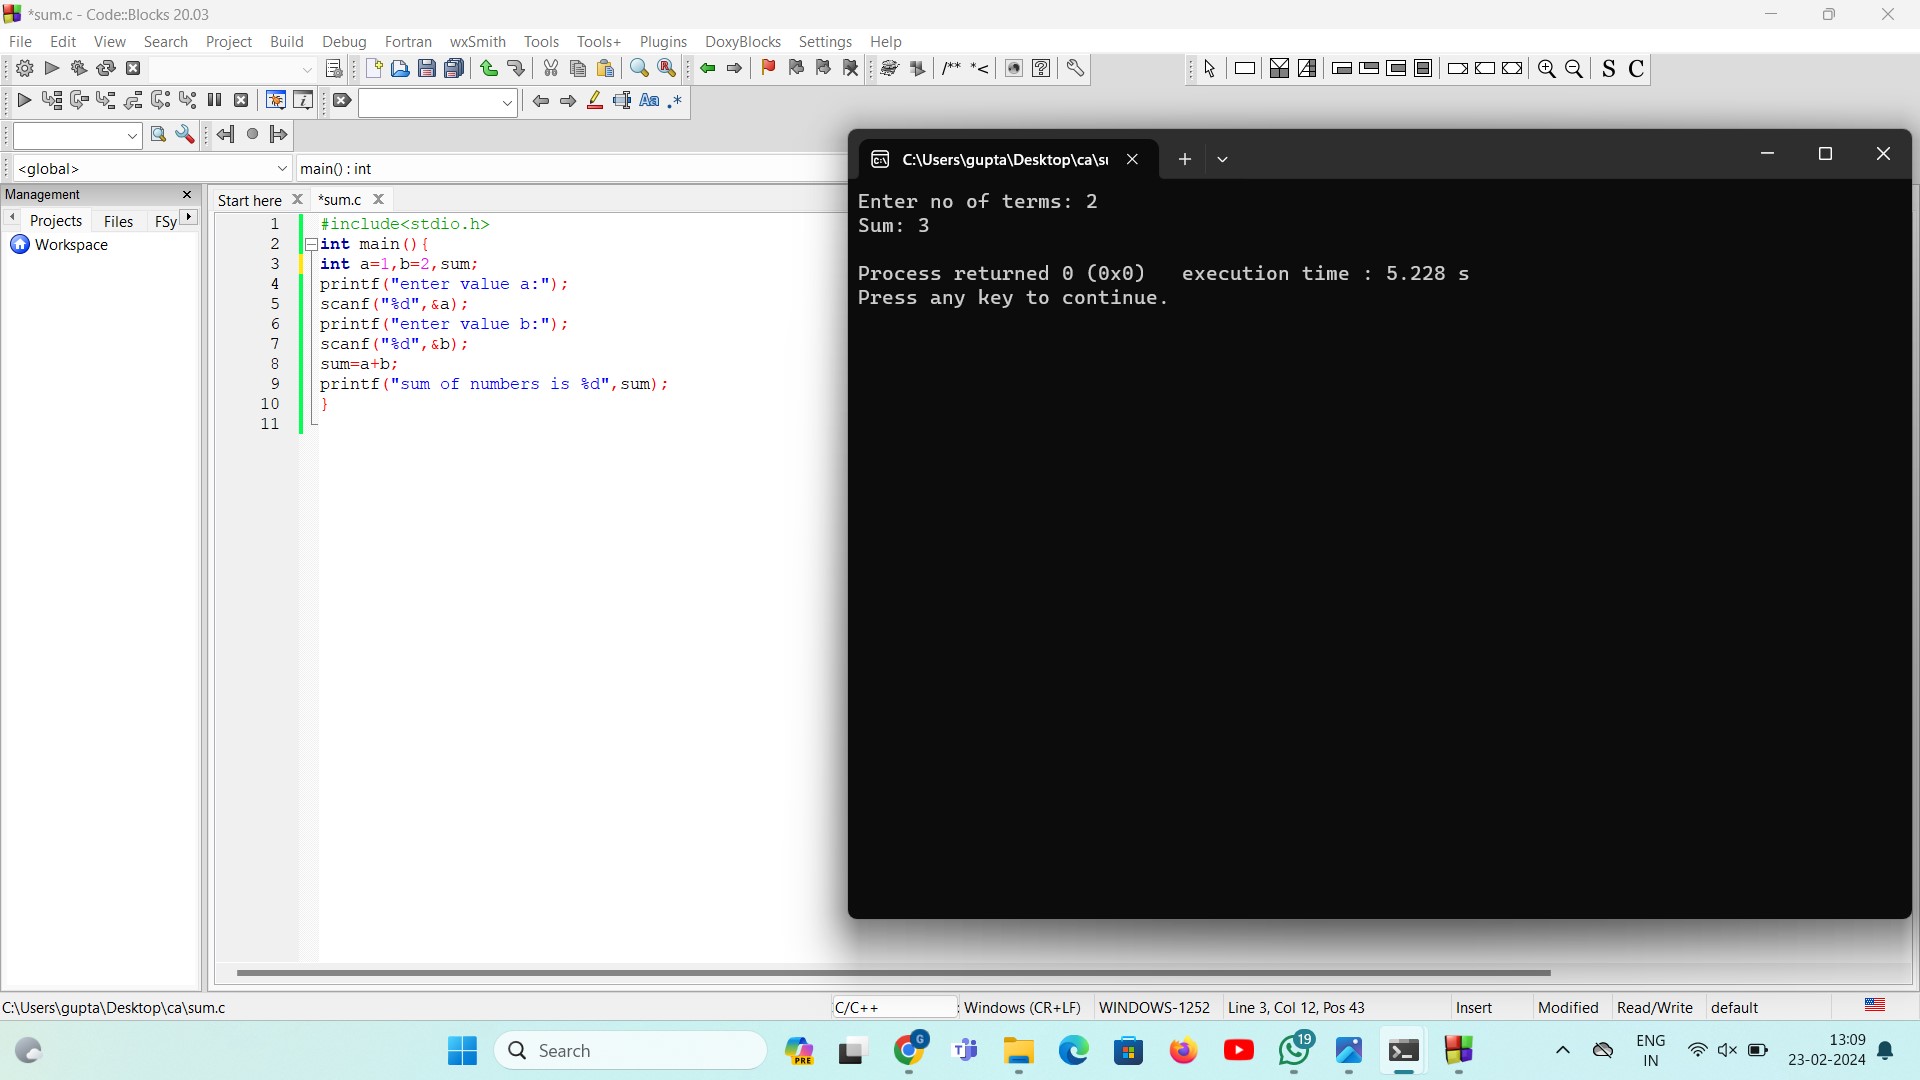 *sum.c - Code::Blocks 20.03
File Edit View Search Project Build Debug Fortran wxSmith Tools Tools+ Plugins DoxyBlocks Settings Help
/** *<
S C
Aa .*
<global>
main() : int
Management
Projects Files FSy
Workspace
Start here *sum.c
1 #include<stdio.h>
2 int main(){
3 int a=1,b=2,sum;
4 printf("enter value a:");
5 scanf("%d",&a);
6 printf("enter value b:");
7 scanf("%d",&b);
8 sum=a+b;
9 printf("sum of numbers is %d",sum);
10 }
11
C:\Users\gupta\Desktop\ca\su
Enter no of terms: 2
Sum: 3
Process returned 0 (0x0) execution time : 5.228 s
Press any key to continue.
C:\Users\gupta\Desktop\ca\sum.c
C/C++
Windows (CR+LF)
WINDOWS-1252
Line 3, Col 12, Pos 43
Insert
Modified
Read/Write
default
Search
PRE
G
19
ENG
IN
13:09
23-02-2024